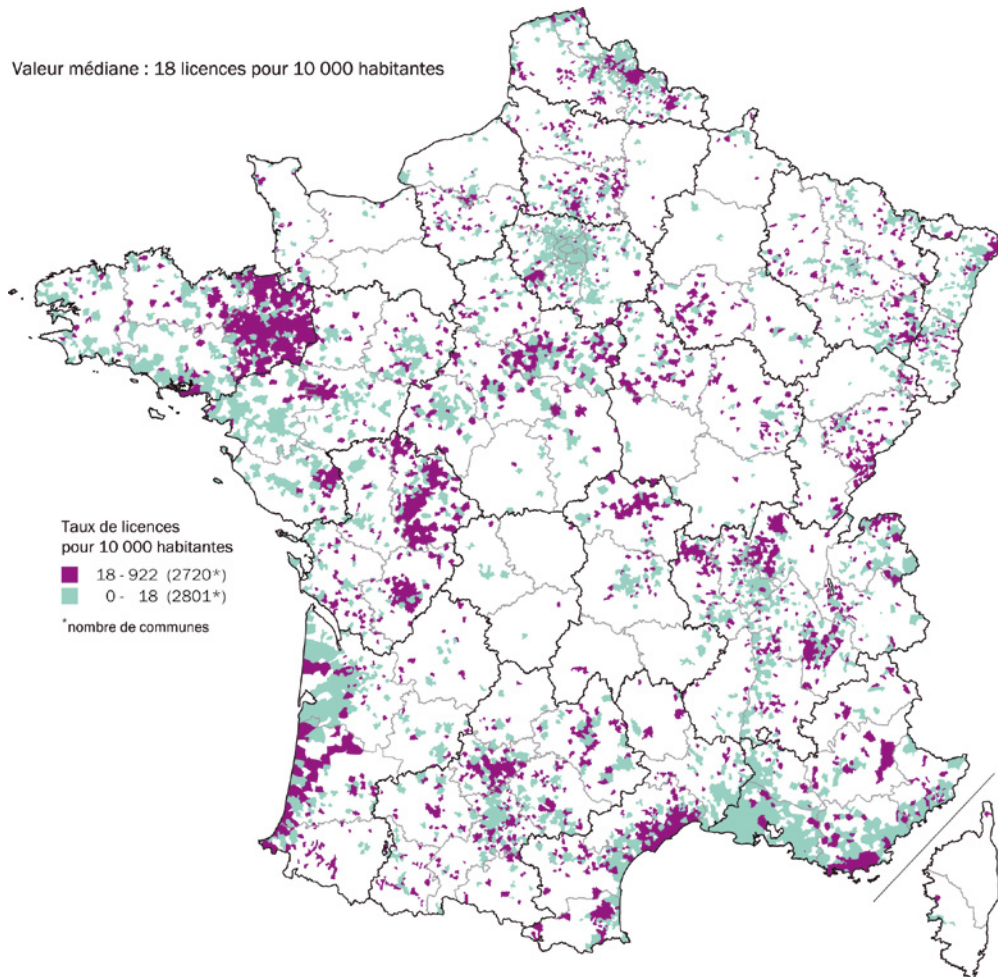 Valeur médiane : 18 licences pour 10 000 habitantes
Taux de licences
pour 10 000 habitantes
18 - 922 (2720*)
0 - 18 (2801*)
*nombre de communes